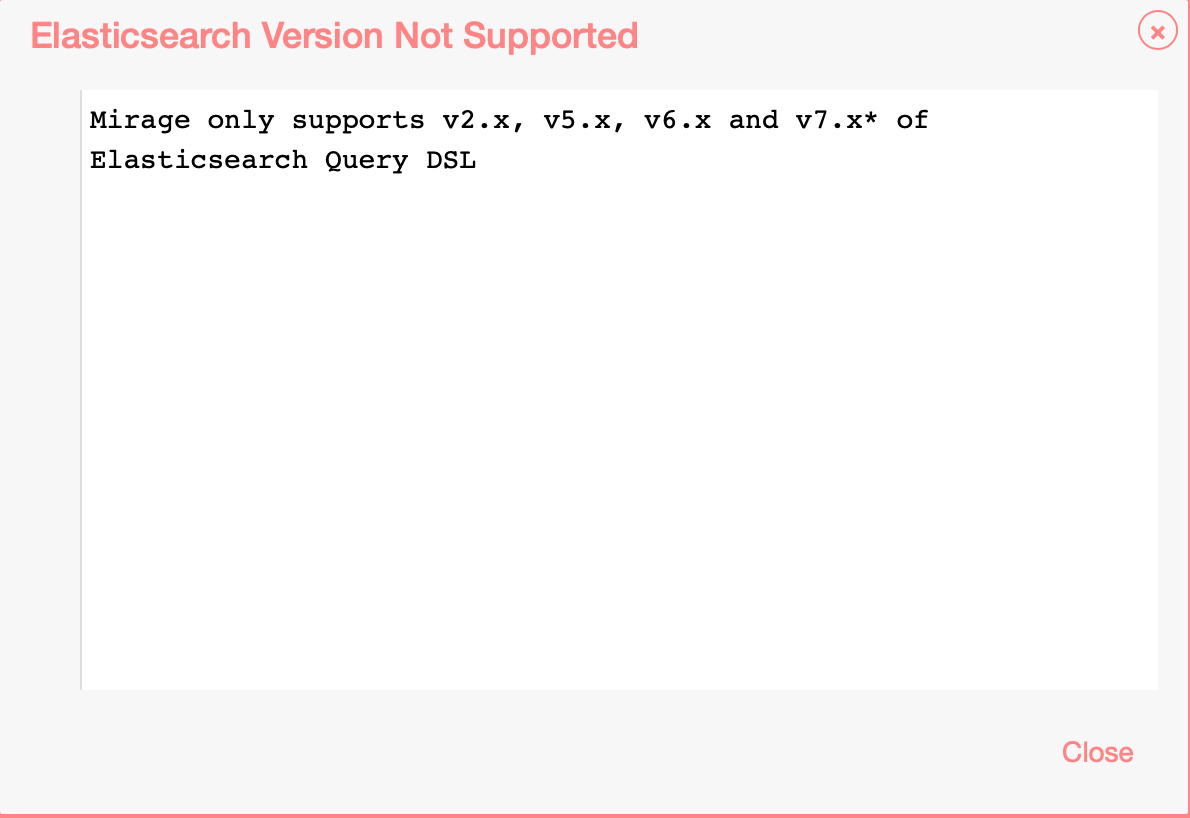 Elasticsearch Version Not Supported
Mirage only supports v2.x, v5.x, v6.x and v7.x* of
Elasticsearch Query DSL
Close